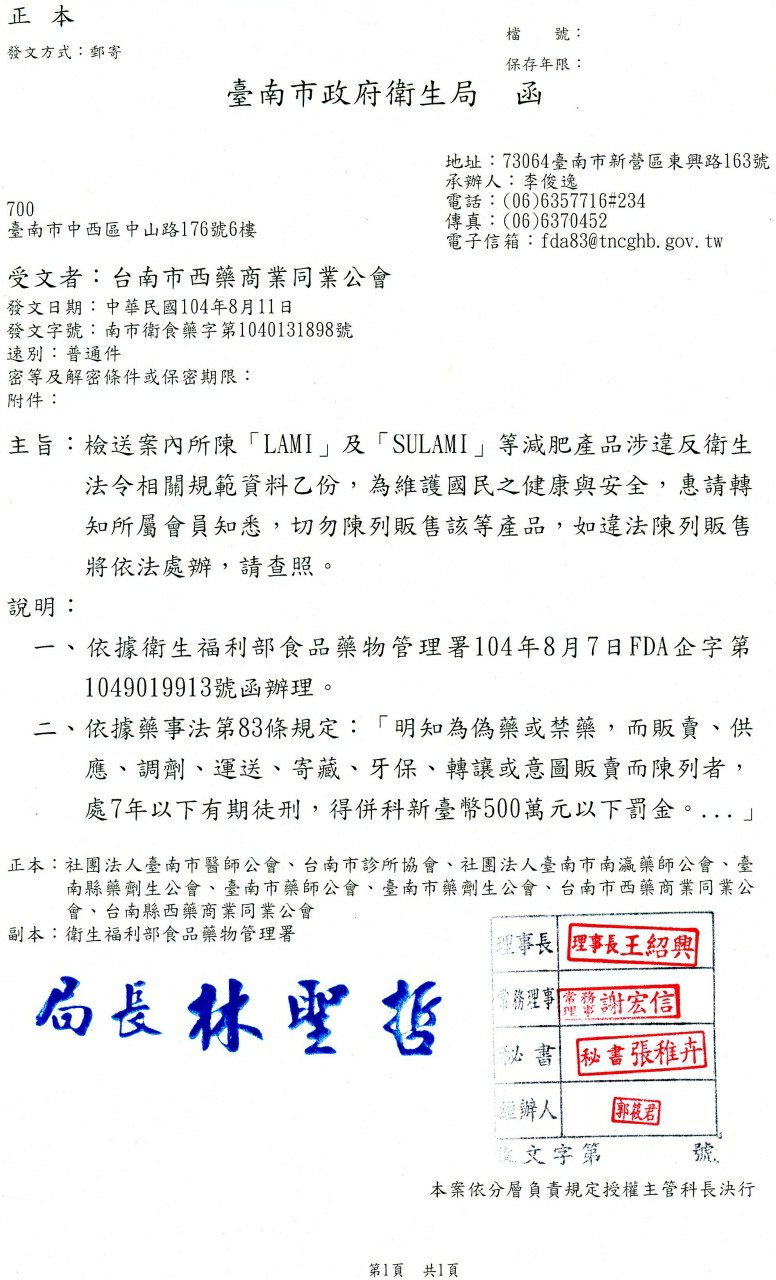 正本
發文方式：郵寄
檔　　號：
保存年限：
臺南市政府衛生局　函
地址：73064臺南市新營區東興路163號
承辦人：李俊逸
電話：(06)6357716#234
傳真：(06)6370452
電子信箱：fda83@tncghb.gov.tw
700
臺南市中西區中山路176號6樓
受文者：台南市西藥商業同業公會
發文日期：中華民國104年8月11日
發文字號：南市衛食藥字第1040131898號
速別：普通件
密等及解密條件或保密期限：
附件：
主旨：檢送案內所陳「LAMI」及「SULAMI」等減肥產品涉違反衛生
法令相關規範資料乙份，為維護國民之健康與安全，惠請轉
知所屬會員知悉，切勿陳列販售該等產品，如違法陳列販售
將依法處辦，請查照。
說明：
一、依據衛生福利部食品藥物管理署104年8月7日FDA企字第
1049019913號函辦理。
二、依據藥事法第83條規定：「明知為偽藥或禁藥，而販賣、供
應、調劑、運送、寄藏、牙保、轉讓或意圖販賣而陳列者，
處7年以下有期徒刑，得併科新臺幣500萬元以下罰金。...」
正本：社團法人臺南市醫師公會、台南市診所協會、社團法人臺南市南瀛藥師公會、臺
南縣藥劑生公會、臺南市藥師公會、臺南市藥劑生公會、台南市西藥商業同業公
會、台南縣西藥商業同業公會
副本：衛生福利部食品藥物管理署
局長 林聖哲
理事長 理事長王紹興
常務理事 常務理事謝宏信
秘書 秘書張稚卉
經辦人 郭筱君
收文字第　　　號
本案依分層負責規定授權主管科長決行
第1頁　共1頁